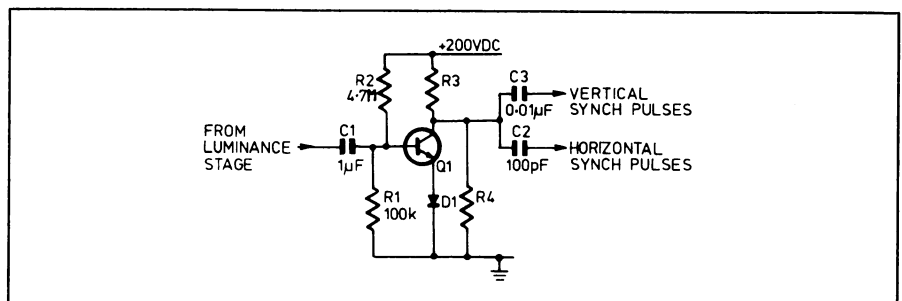 +200VDC
R2
4·7M
R3
C3
0.01µF
VERTICAL
SYNCH PULSES
FROM
LUMINANCE
STAGE
C1
1µF
Q1
C2
100pF
HORIZONTAL
SYNCH PULSES
R1
100k
D1
R4